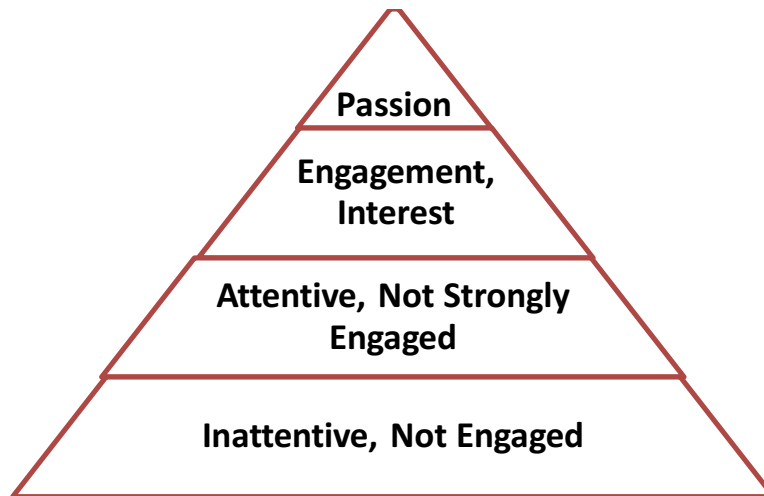 Passion
Engagement,
Interest
Attentive, Not Strongly
Engaged
Inattentive, Not Engaged